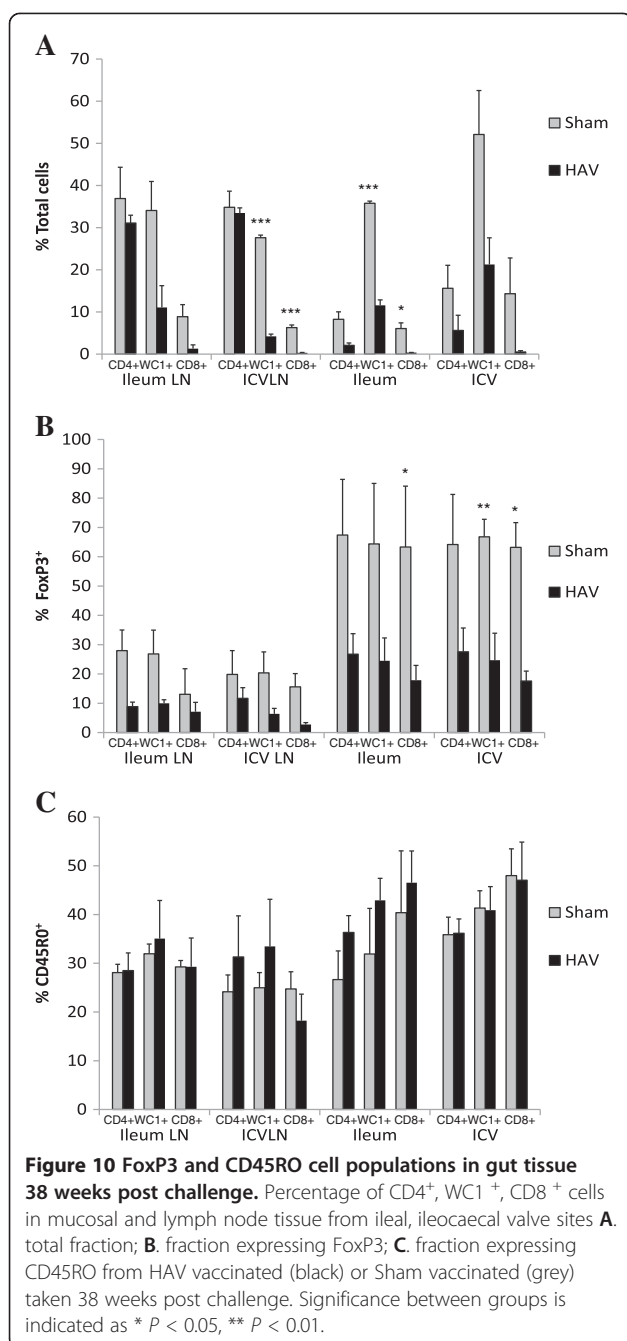 A
70
60
50
40
30
20
10
0
% Total cells
Sham
HAV
***
***
***
*
CD4+WC1+ CD8+ CD4+WC1+ CD8+ CD4+WC1+ CD8+ CD4+WC1+ CD8+
Ileum LN ICVLN Ileum ICV
B
100
90
80
70
60
50
40
30
20
10
0
% FoxP3+
Sham
HAV
*
**
*
CD4+WC1+ CD8+ CD4+WC1+ CD8+ CD4+WC1+ CD8+ CD4+WC1+ CD8+
Ileum LN ICV LN Ileum ICV
C
60
50
40
30
20
10
0
% CD45R0+
Sham
HAV
CD4+WC1+ CD8+ CD4+WC1+ CD8+ CD4+WC1+ CD8+ CD4+WC1+ CD8+
Ileum LN ICVLN Ileum ICV
Figure 10 FoxP3 and CD45RO cell populations in gut tissue
38 weeks post challenge. Percentage of CD4+, WC1 +, CD8 + cells
in mucosal and lymph node tissue from ileal, ileocaecal valve sites A.
total fraction; B. fraction expressing FoxP3; C. fraction expressing
CD45RO from HAV vaccinated (black) or Sham vaccinated (grey)
taken 38 weeks post challenge. Significance between groups is
indicated as * P < 0.05, ** P < 0.01.